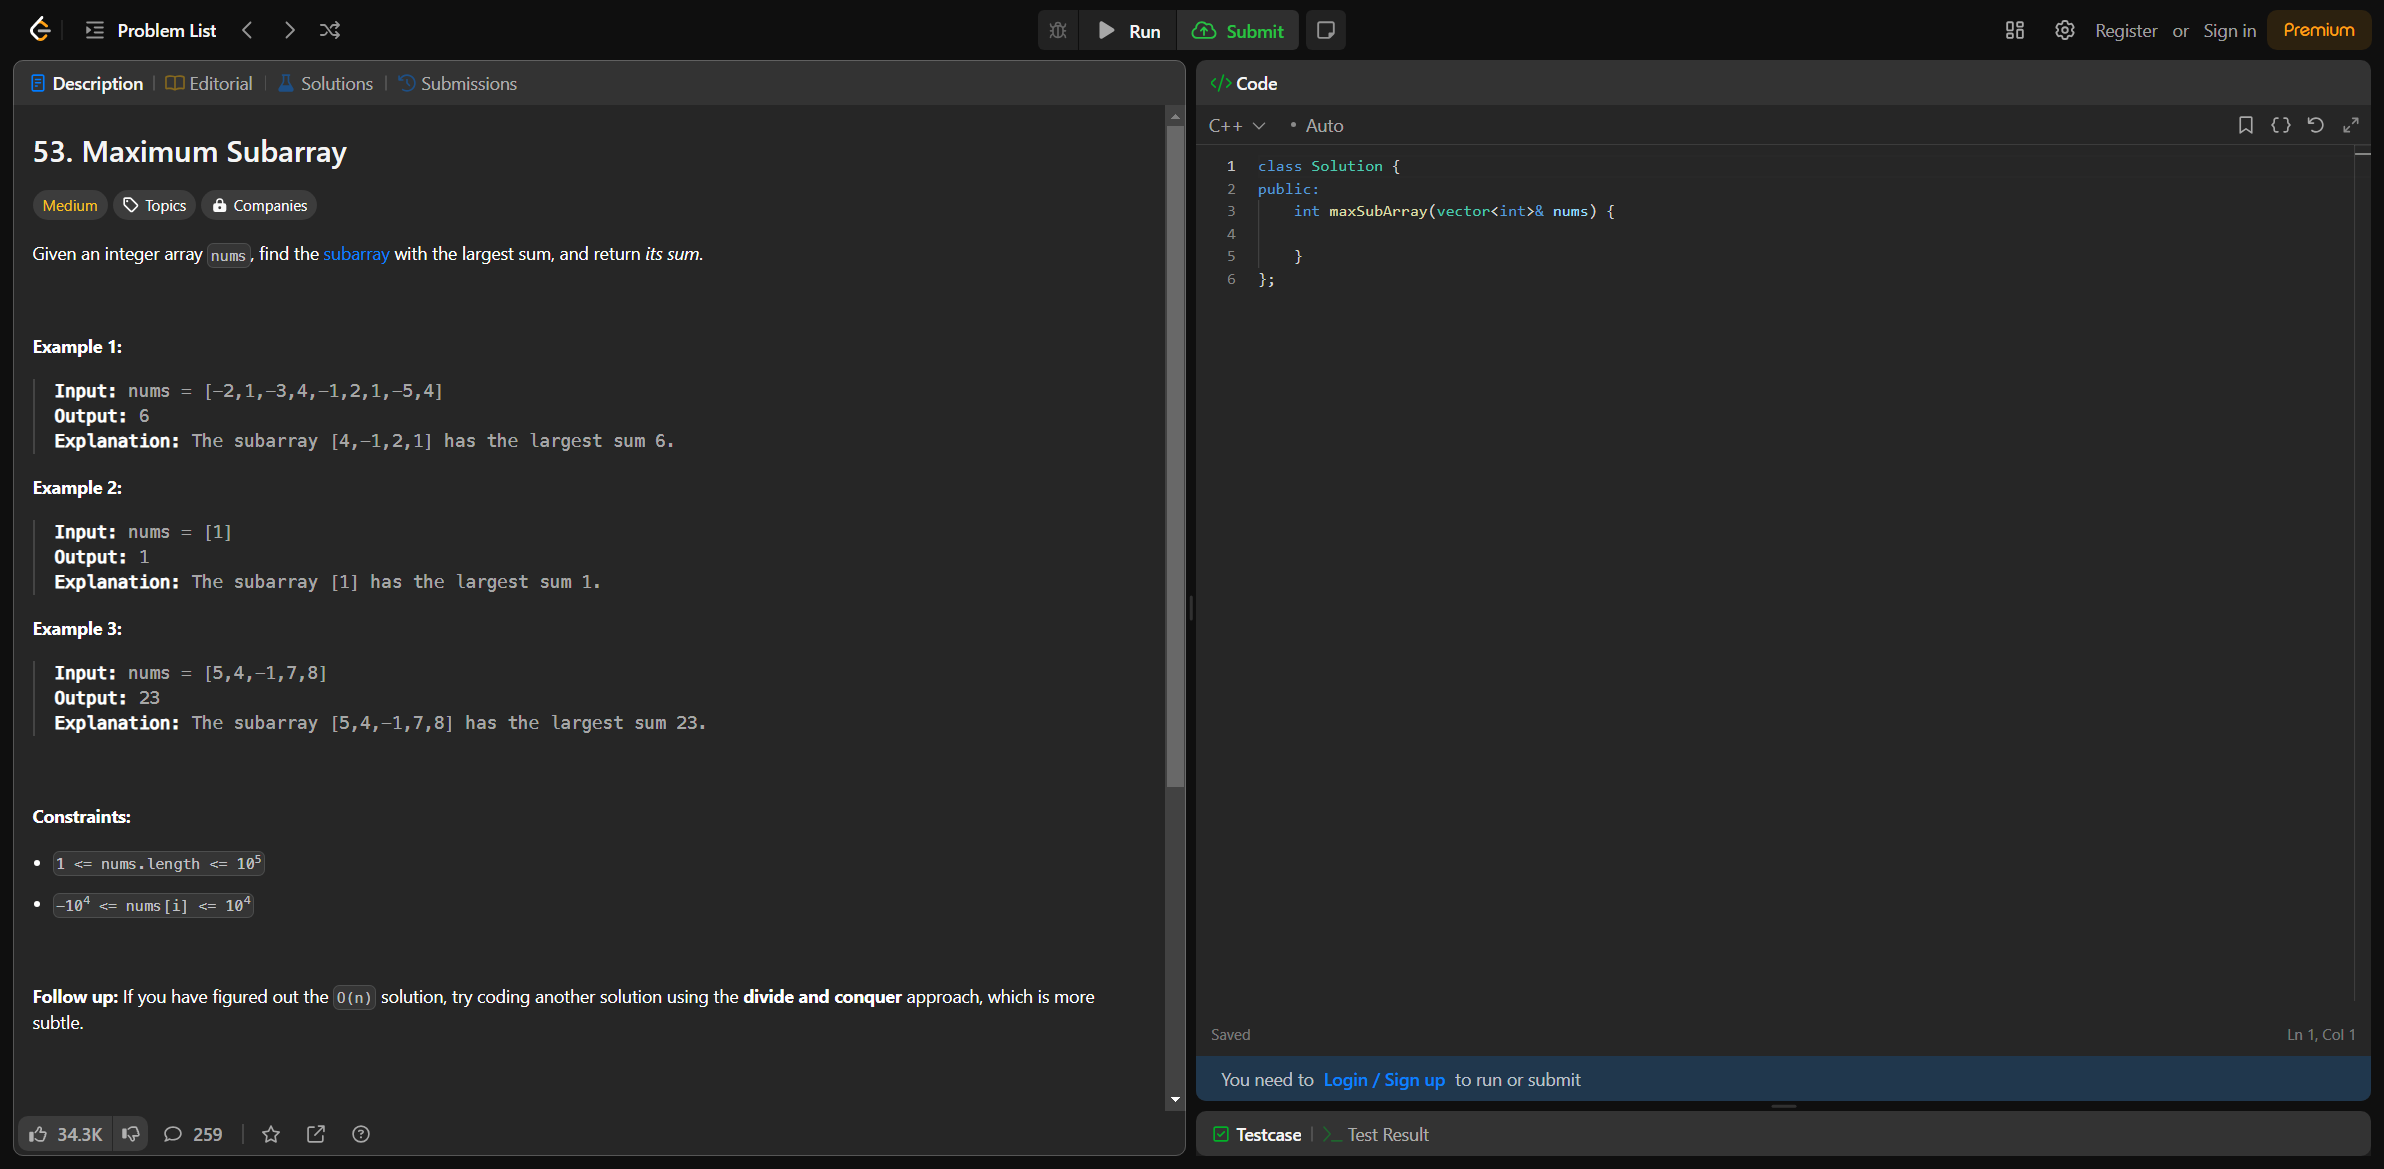 Problem List
Run
Submit
Register or Sign in
Premium
Description
Editorial
Solutions
Submissions
53. Maximum Subarray
Medium
Topics
Companies
Given an integer array nums, find the subarray with the largest sum, and return its sum.
Example 1:
Input: nums = [-2,1,-3,4,-1,2,1,-5,4]
Output: 6
Explanation: The subarray [4,-1,2,1] has the largest sum 6.
Example 2:
Input: nums = [1]
Output: 1
Explanation: The subarray [1] has the largest sum 1.
Example 3:
Input: nums = [5,4,-1,7,8]
Output: 23
Explanation: The subarray [5,4,-1,7,8] has the largest sum 23.
Constraints:
• 1 <= nums.length <= 10⁵
• -10⁴ <= nums[i] <= 10⁴
Follow up: If you have figured out the O(n) solution, try coding another solution using the divide and conquer approach, which is more
subtle.
34.3K
259
</> Code
C++
• Auto
1 class Solution {
2 public:
3     int maxSubArray(vector<int>& nums) {
4
5     }
6 };
Saved
Ln 1, Col 1
You need to Login / Sign up to run or submit
Testcase
>_ Test Result